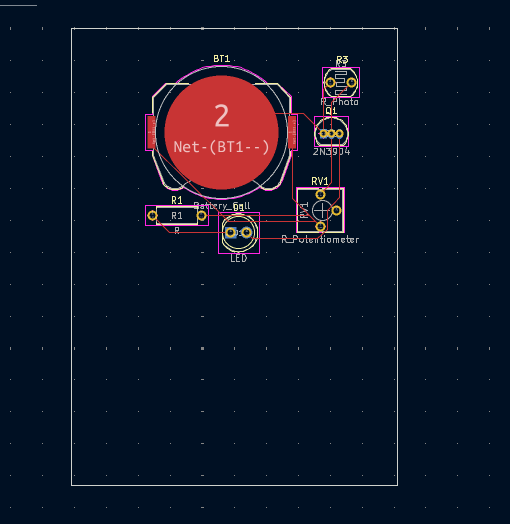 BT1
R3
R_Photo
Q1
2N3904
2
Net-(BT1--)
RV1
RV1
R_Potentiometer
R1
R1
R
Battery_Cell
D1
LED